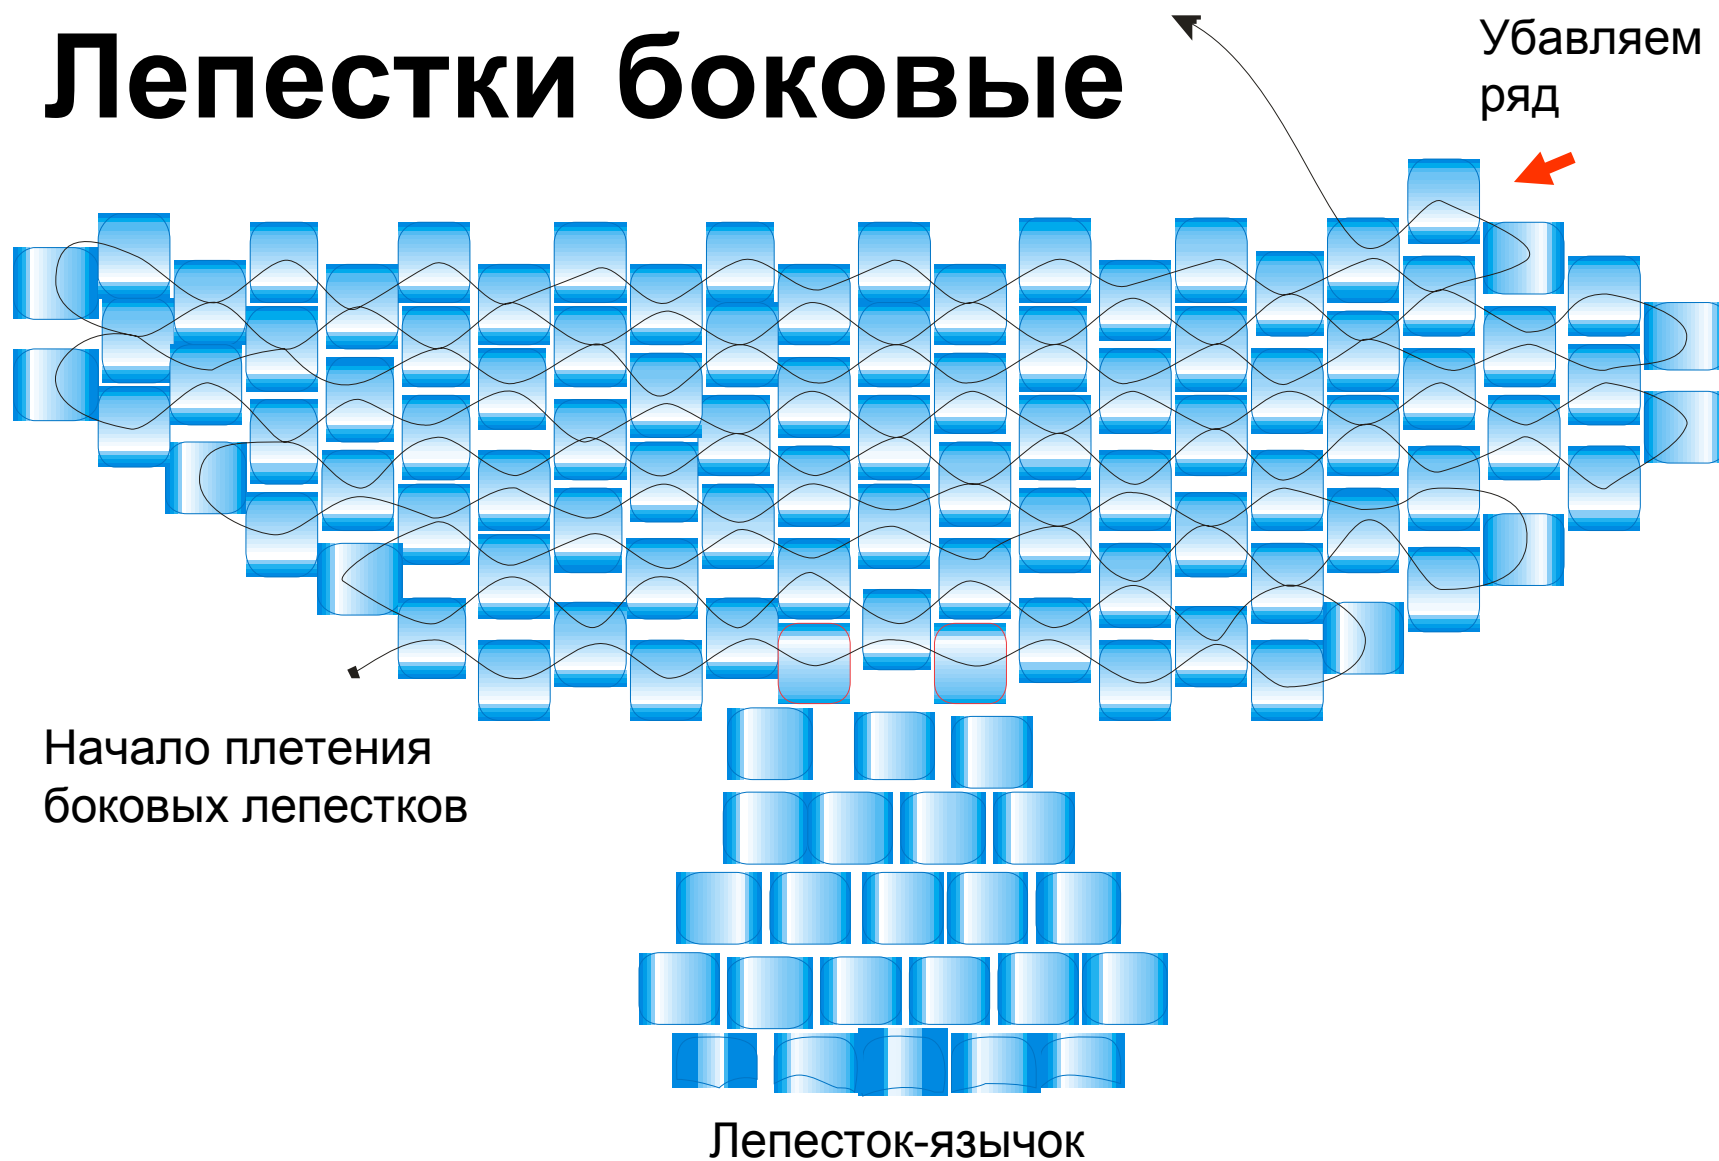 Лепестки боковые
Убавляем
ряд
Начало плетения
боковых лепестков
Лепесток-язычок